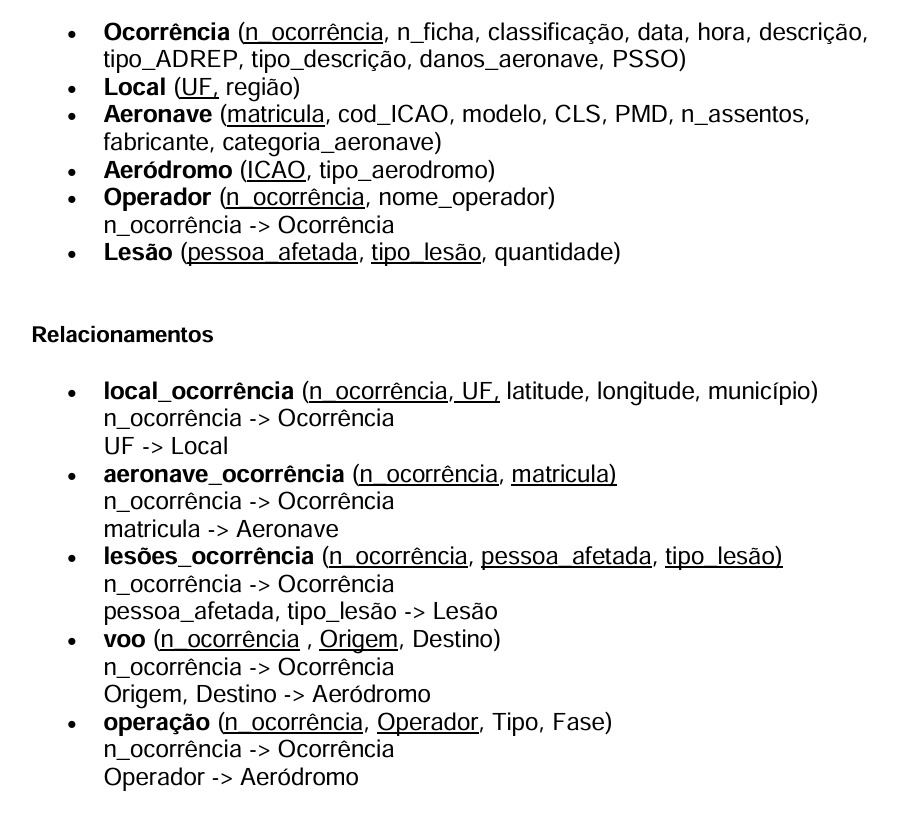 • Ocorrência (n_ocorrência, n_ficha, classificação, data, hora, descrição,
tipo_ADREP, tipo_descrição, danos_aeronave, PSSO)
• Local (UF, região)
• Aeronave (matricula, cod_ICAO, modelo, CLS, PMD, n_assentos,
fabricante, categoria_aeronave)
• Aeródromo (ICAO, tipo_aerodromo)
• Operador (n_ocorrência, nome_operador)
n_ocorrência -> Ocorrência
• Lesão (pessoa_afetada, tipo_lesão, quantidade)
Relacionamentos
• local_ocorrência (n_ocorrência, UF, latitude, longitude, município)
n_ocorrência -> Ocorrência
UF -> Local
• aeronave_ocorrência (n_ocorrência, matricula)
n_ocorrência -> Ocorrência
matricula -> Aeronave
• lesões_ocorrência (n_ocorrência, pessoa_afetada, tipo_lesão)
n_ocorrência -> Ocorrência
pessoa_afetada, tipo_lesão -> Lesão
• voo (n_ocorrência , Origem, Destino)
n_ocorrência -> Ocorrência
Origem, Destino -> Aeródromo
• operação (n_ocorrência, Operador, Tipo, Fase)
n_ocorrência -> Ocorrência
Operador -> Aeródromo